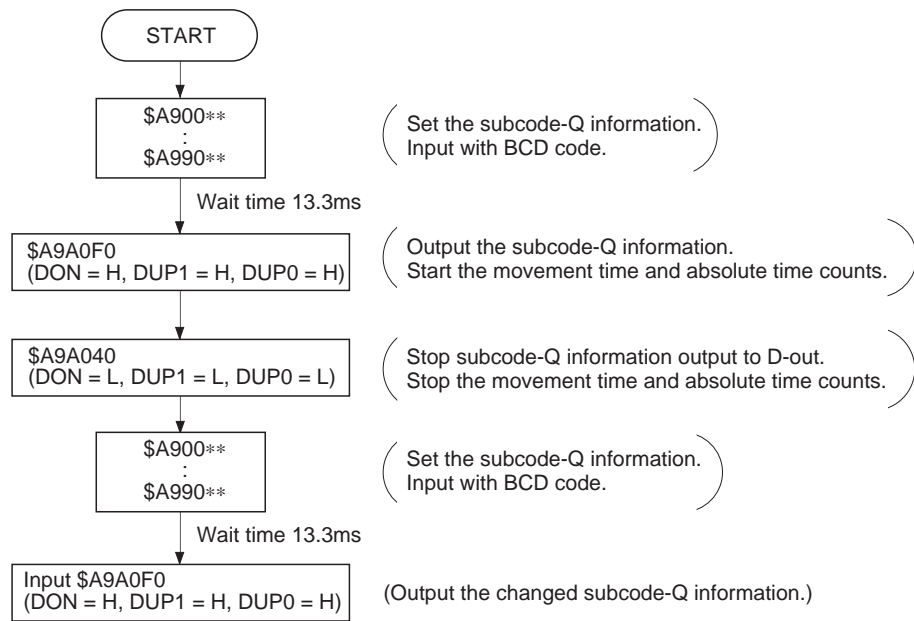 START
$A900**
:
$A990**
Set the subcode-Q information.
Input with BCD code.
Wait time 13.3ms
$A9A0F0
(DON = H, DUP1 = H, DUP0 = H)
Output the subcode-Q information.
Start the movement time and absolute time counts.
$A9A040
(DON = L, DUP1 = L, DUP0 = L)
Stop subcode-Q information output to D-out.
Stop the movement time and absolute time counts.
$A900**
:
$A990**
Set the subcode-Q information.
Input with BCD code.
Wait time 13.3ms
Input $A9A0F0
(DON = H, DUP1 = H, DUP0 = H)
(Output the changed subcode-Q information.)